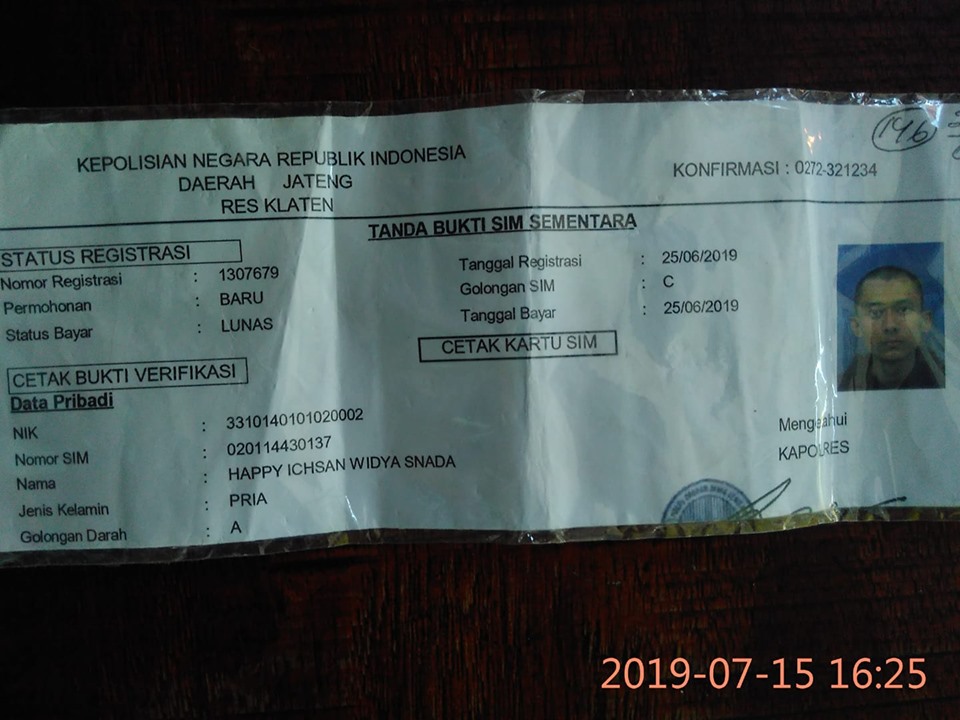 146
KEPOLISIAN NEGARA REPUBLIK INDONESIA
DAERAH JATENG
RES KLATEN
KONFIRMASI : 0272-321234
TANDA BUKTI SIM SEMENTARA
STATUS REGISTRASI
Nomor Registrasi : 1307679
Permohonan : BARU
Status Bayar : LUNAS
Tanggal Registrasi : 25/06/2019
Golongan SIM : C
Tanggal Bayar : 25/06/2019
CETAK KARTU SIM
CETAK BUKTI VERIFIKASI
Data Pribadi
NIK : 3310140101020002
Nomor SIM : 020114430137
Nama : HAPPY ICHSAN WIDYA SNADA
Jenis Kelamin : PRIA
Golongan Darah : A
Mengetahui
KAPOLRES
2019-07-15 16:25